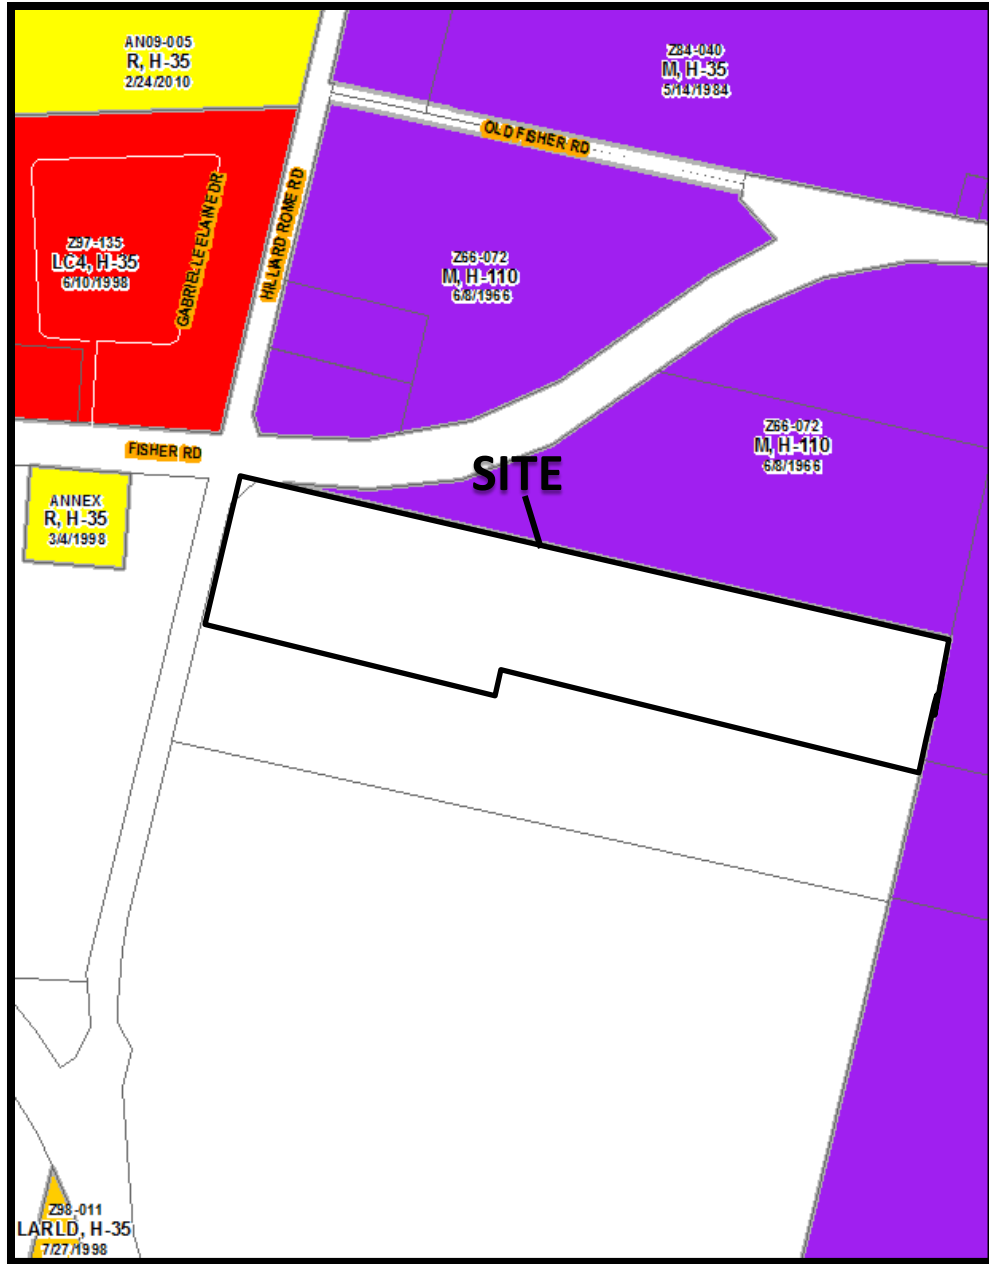 AN09-005
R, H-35
2/24/2010
Z84-040
M, H-35
5/14/1984
OLD FISHER RD
GABRIELLE ELAINE DR
HILLIARD ROME RD
Z97-135
LC4, H-35
6/10/1998
Z66-072
M, H-110
6/8/1966
Z66-072
M, H-110
6/8/1966
FISHER RD
SITE
ANNEX
R, H-35
3/4/1998
Z98-011
LARLD, H-35
7/27/1998